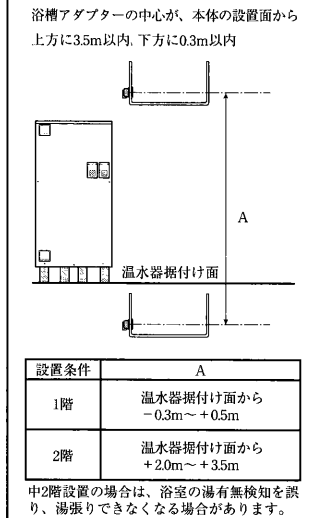 浴槽アダプターの中心が、本体の設置面から
上方に3.5m以内、下方に0.3m以内
A
温水器据付け面
設置条件 A
1階 温水器据付け面から
−0.3m〜+0.5m
2階 温水器据付け面から
+2.0m〜+3.5m
中2階設置の場合は、浴室の湯有無検知を誤
り、湯張りできなくなる場合があります。